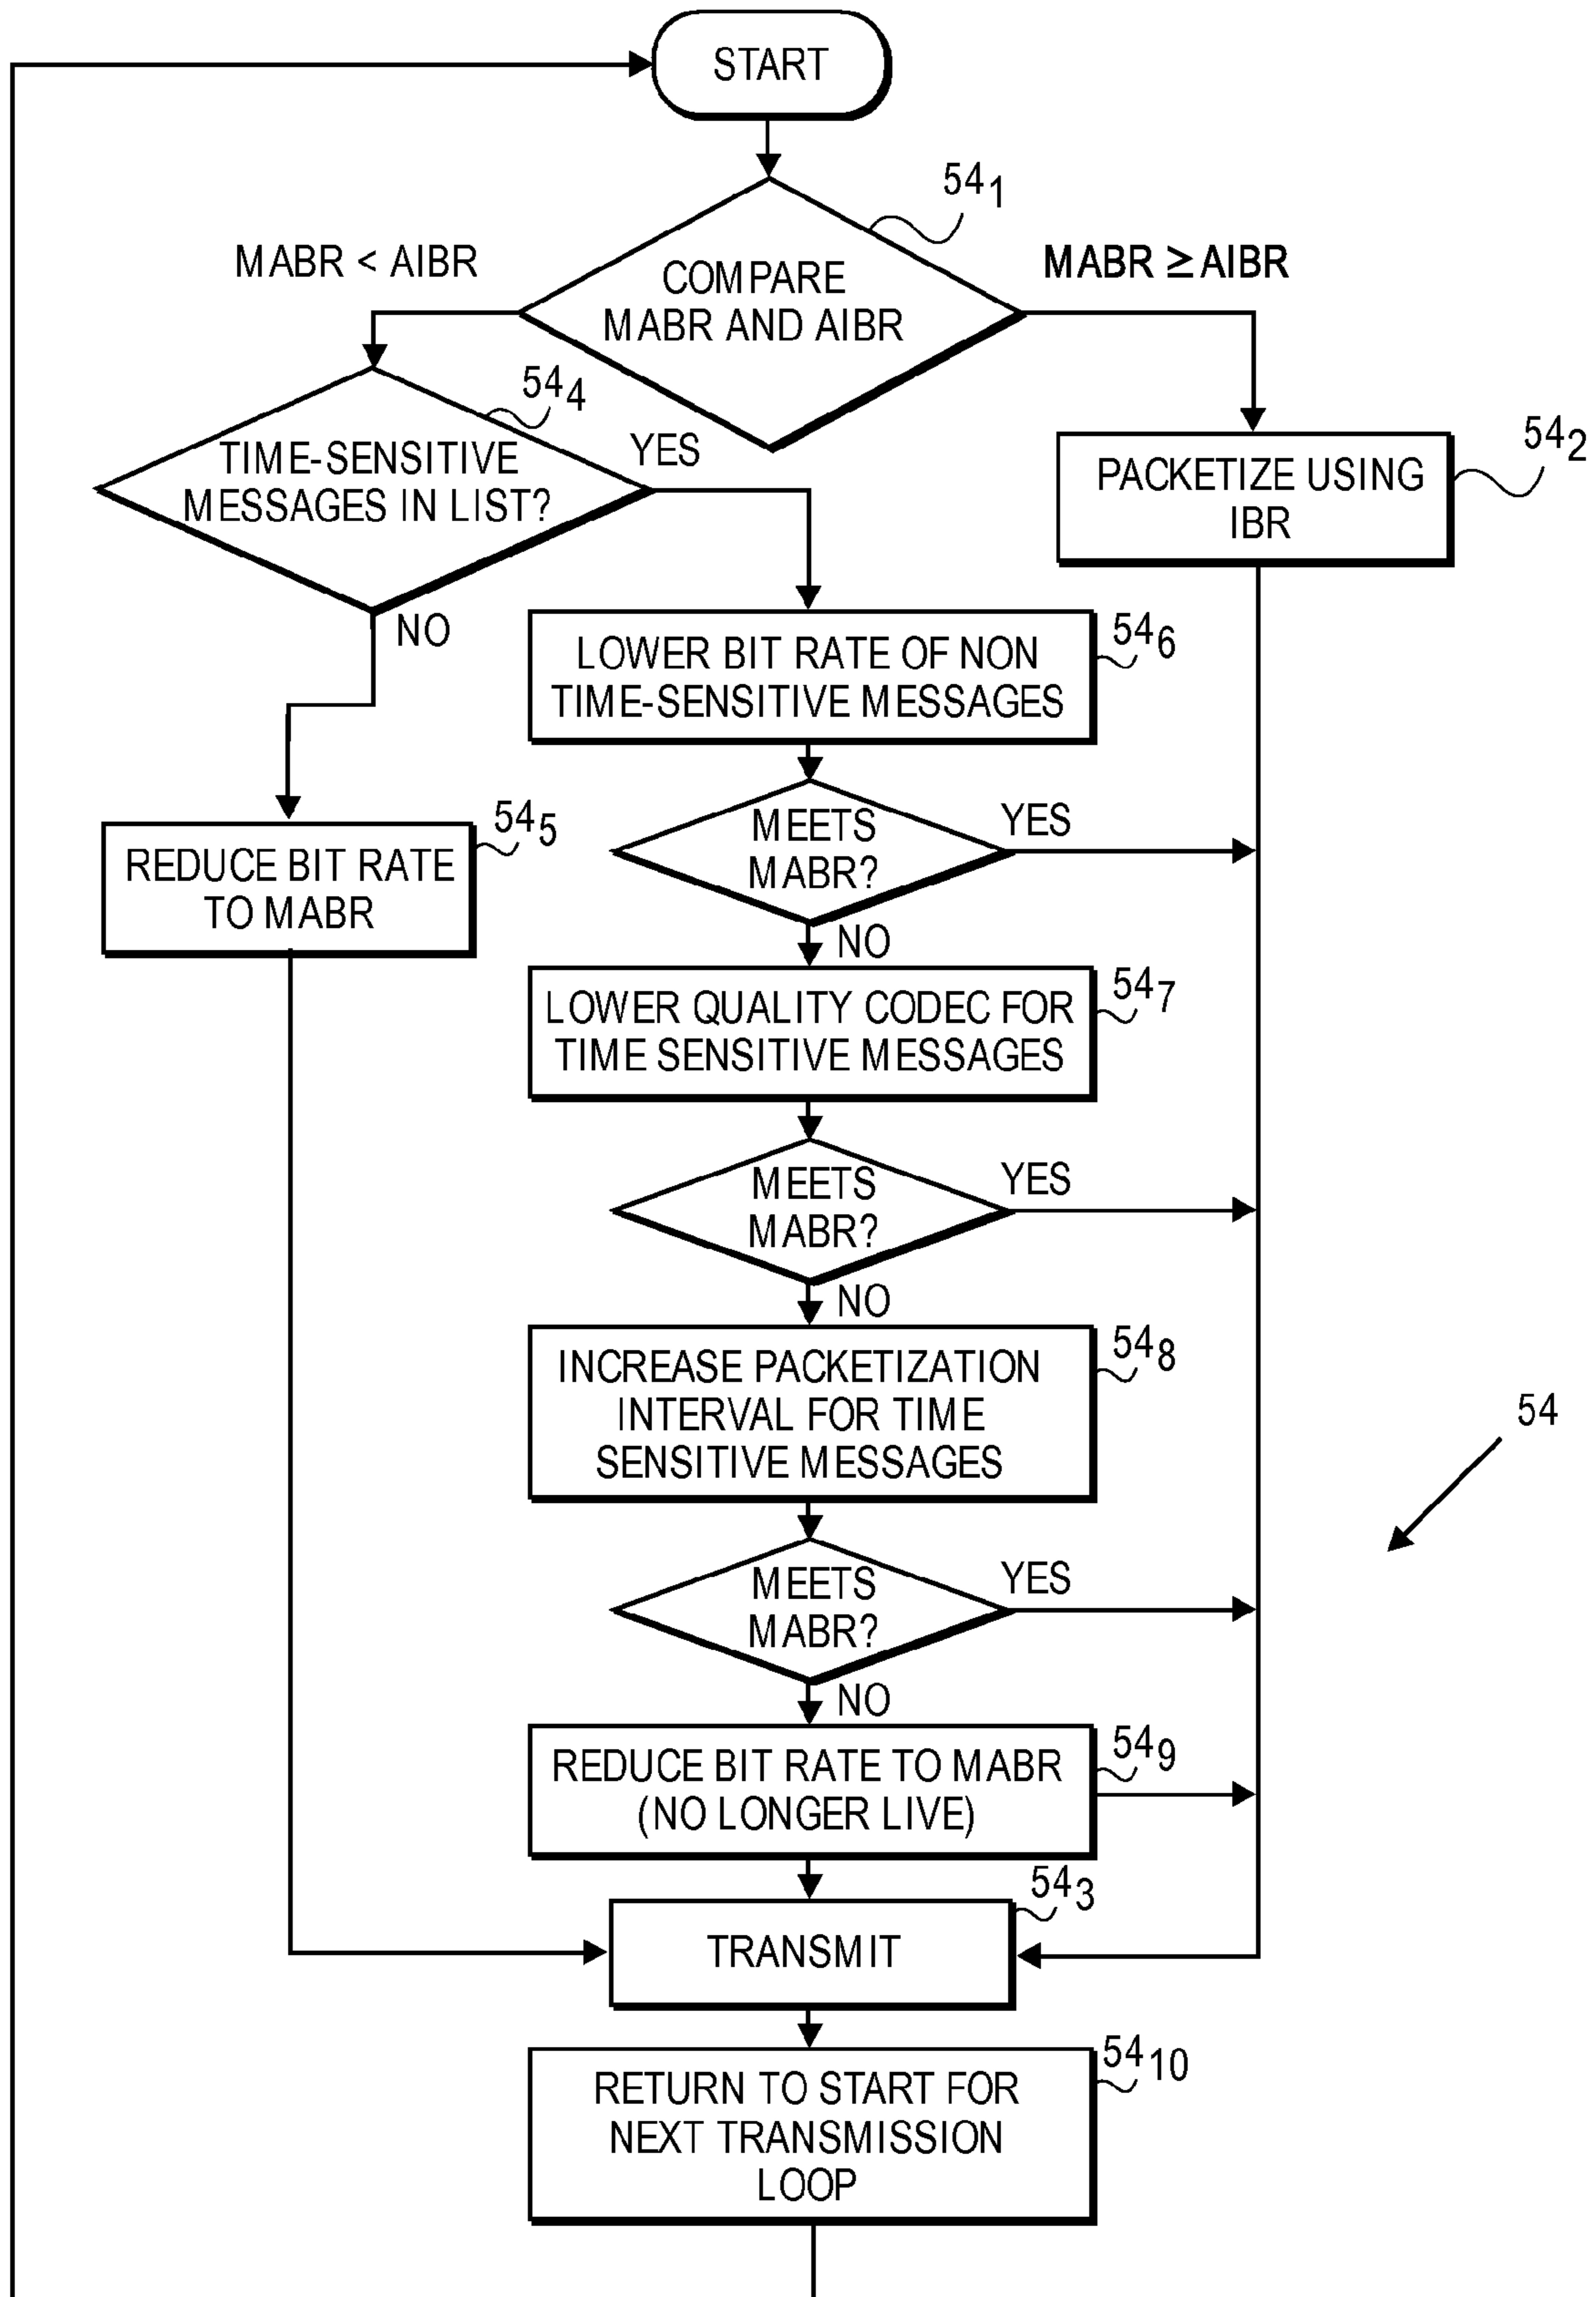 START
54₁
MABR < AIBR
MABR ≥ AIBR
COMPARE
MABR AND AIBR
54₄
TIME-SENSITIVE
MESSAGES IN LIST?
YES
54₂
PACKETIZE USING
IBR
NO
54₆
LOWER BIT RATE OF NON
TIME-SENSITIVE MESSAGES
54₅
REDUCE BIT RATE
TO MABR
MEETS
MABR?
YES
NO
54₇
LOWER QUALITY CODEC FOR
TIME SENSITIVE MESSAGES
MEETS
MABR?
YES
NO
54₈
INCREASE PACKETIZATION
INTERVAL FOR TIME
SENSITIVE MESSAGES
54
MEETS
MABR?
YES
NO
54₉
REDUCE BIT RATE TO MABR
(NO LONGER LIVE)
54₃
TRANSMIT
54₁₀
RETURN TO START FOR
NEXT TRANSMISSION
LOOP